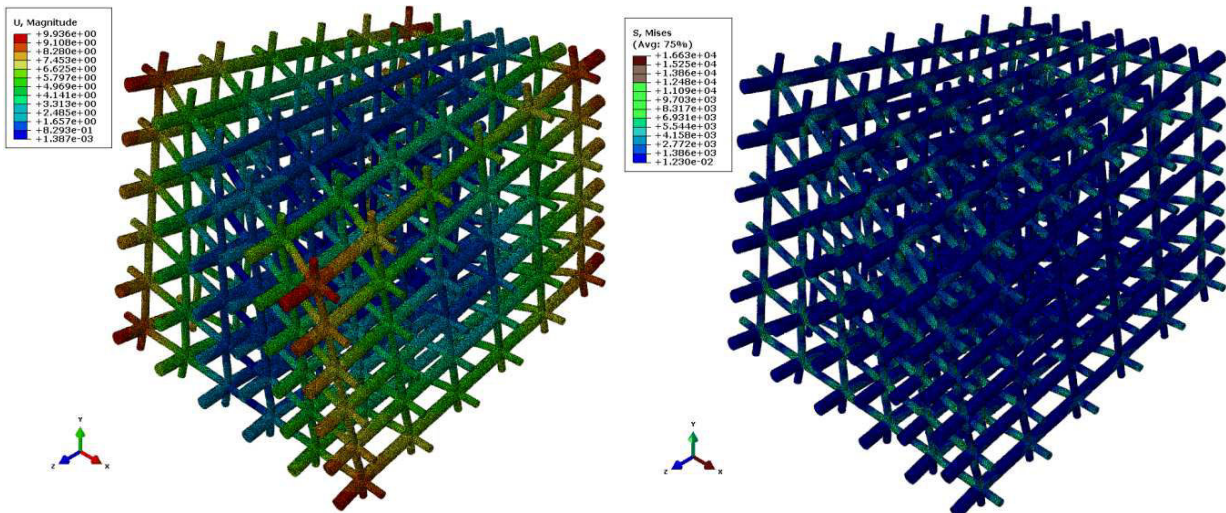 U, Magnitude
+9.936e+00
+9.108e+00
+8.280e+00
+7.453e+00
+6.625e+00
+5.797e+00
+4.969e+00
+4.141e+00
+3.313e+00
+2.485e+00
+1.657e+00
+8.293e-01
+1.387e-03
Y
Z
X
S, Mises
(Avg: 75%)
+1.663e+04
+1.525e+04
+1.386e+04
+1.248e+04
+1.109e+04
+9.703e+03
+8.317e+03
+6.931e+03
+5.544e+03
+4.158e+03
+2.772e+03
+1.386e+03
+1.230e-02
Y
Z
X